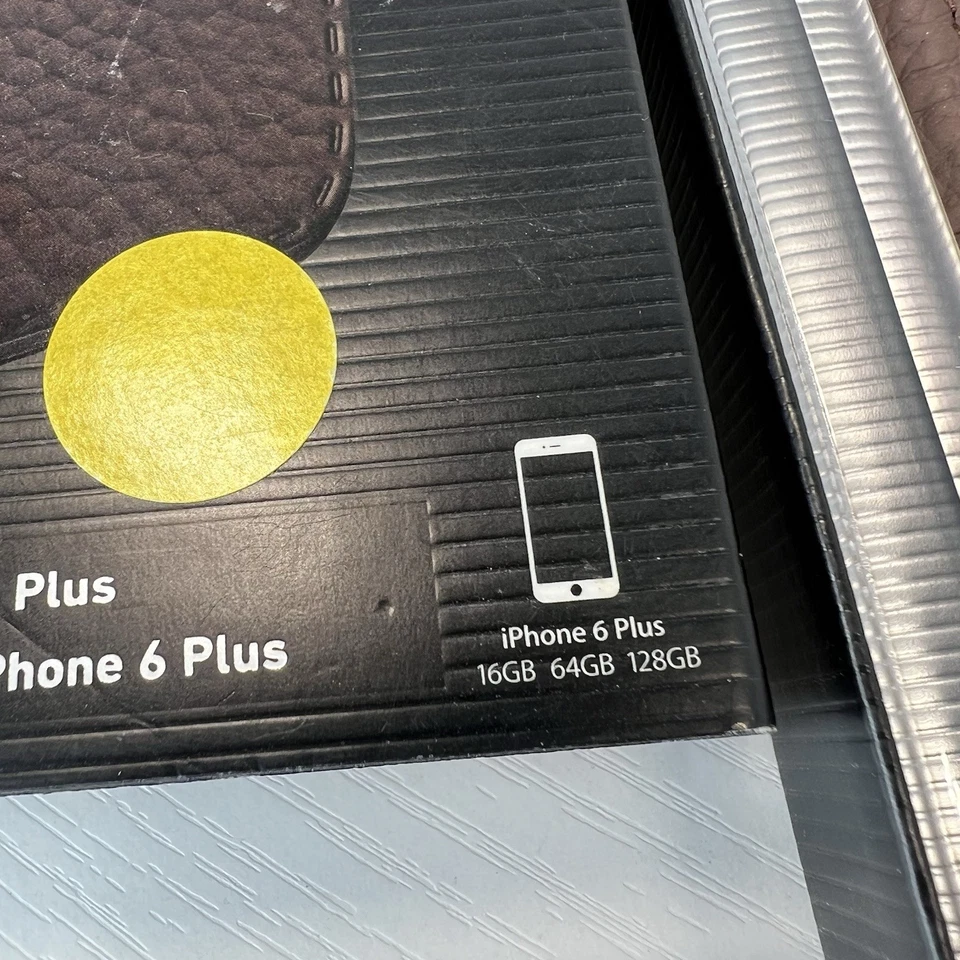 Plus
Phone 6 Plus
iPhone 6 Plus
16GB 64GB 128GB